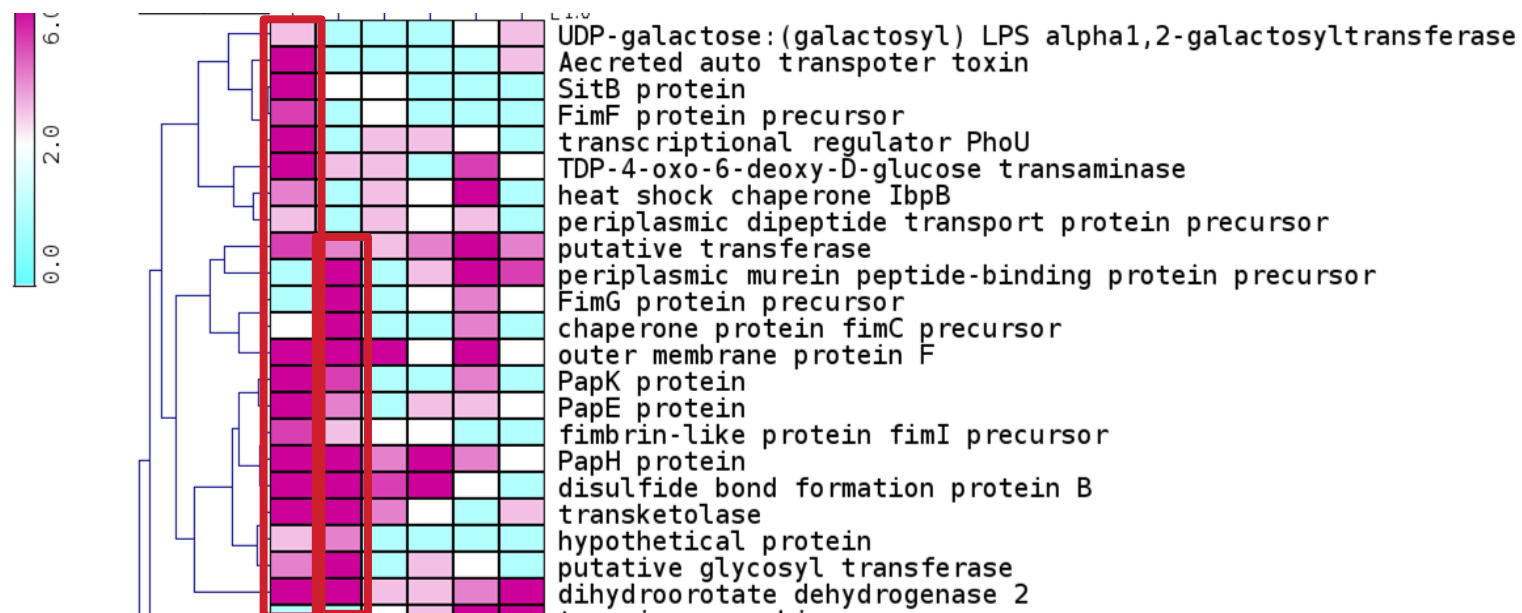 6.0
2.0
0.0
UDP-galactose:(galactosyl) LPS alpha1,2-galactosyltransferase
Aecreted auto transpoter toxin
SitB protein
FimF protein precursor
transcriptional regulator PhoU
TDP-4-oxo-6-deoxy-D-glucose transaminase
heat shock chaperone IbpB
periplasmic dipeptide transport protein precursor
putative transferase
periplasmic murein peptide-binding protein precursor
FimG protein precursor
chaperone protein fimC precursor
outer membrane protein F
PapK protein
PapE protein
fimbrin-like protein fimI precursor
PapH protein
disulfide bond formation protein B
transketolase
hypothetical protein
putative glycosyl transferase
dihydroorotate dehydrogenase 2